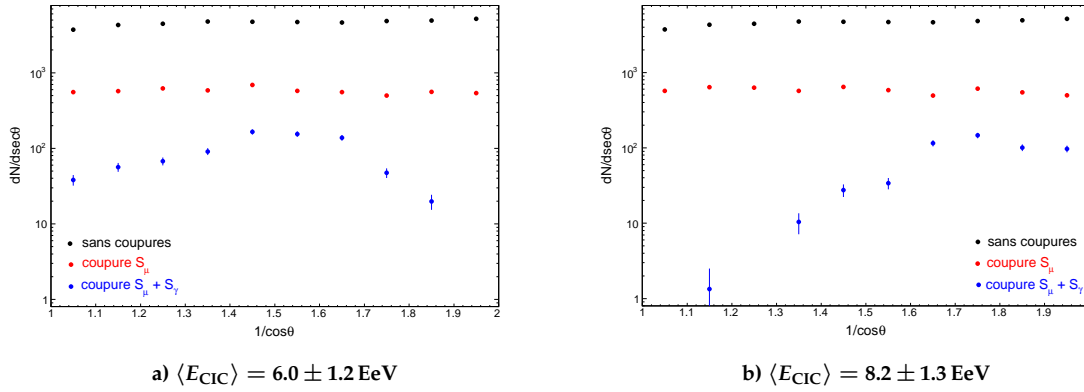 dN/dsecθ
10³
10²
10
1
sans coupures
coupure S_μ
coupure S_μ + S_γ
1 1.1 1.2 1.3 1.4 1.5 1.6 1.7 1.8 1.9 2
1/cosθ
a) ⟨E_CIC⟩ = 6.0 ± 1.2 EeV
dN/dsecθ
10³
10²
10
1
sans coupures
coupure S_μ
coupure S_μ + S_γ
1 1.1 1.2 1.3 1.4 1.5 1.6 1.7 1.8 1.9
1/cosθ
b) ⟨E_CIC⟩ = 8.2 ± 1.3 EeV